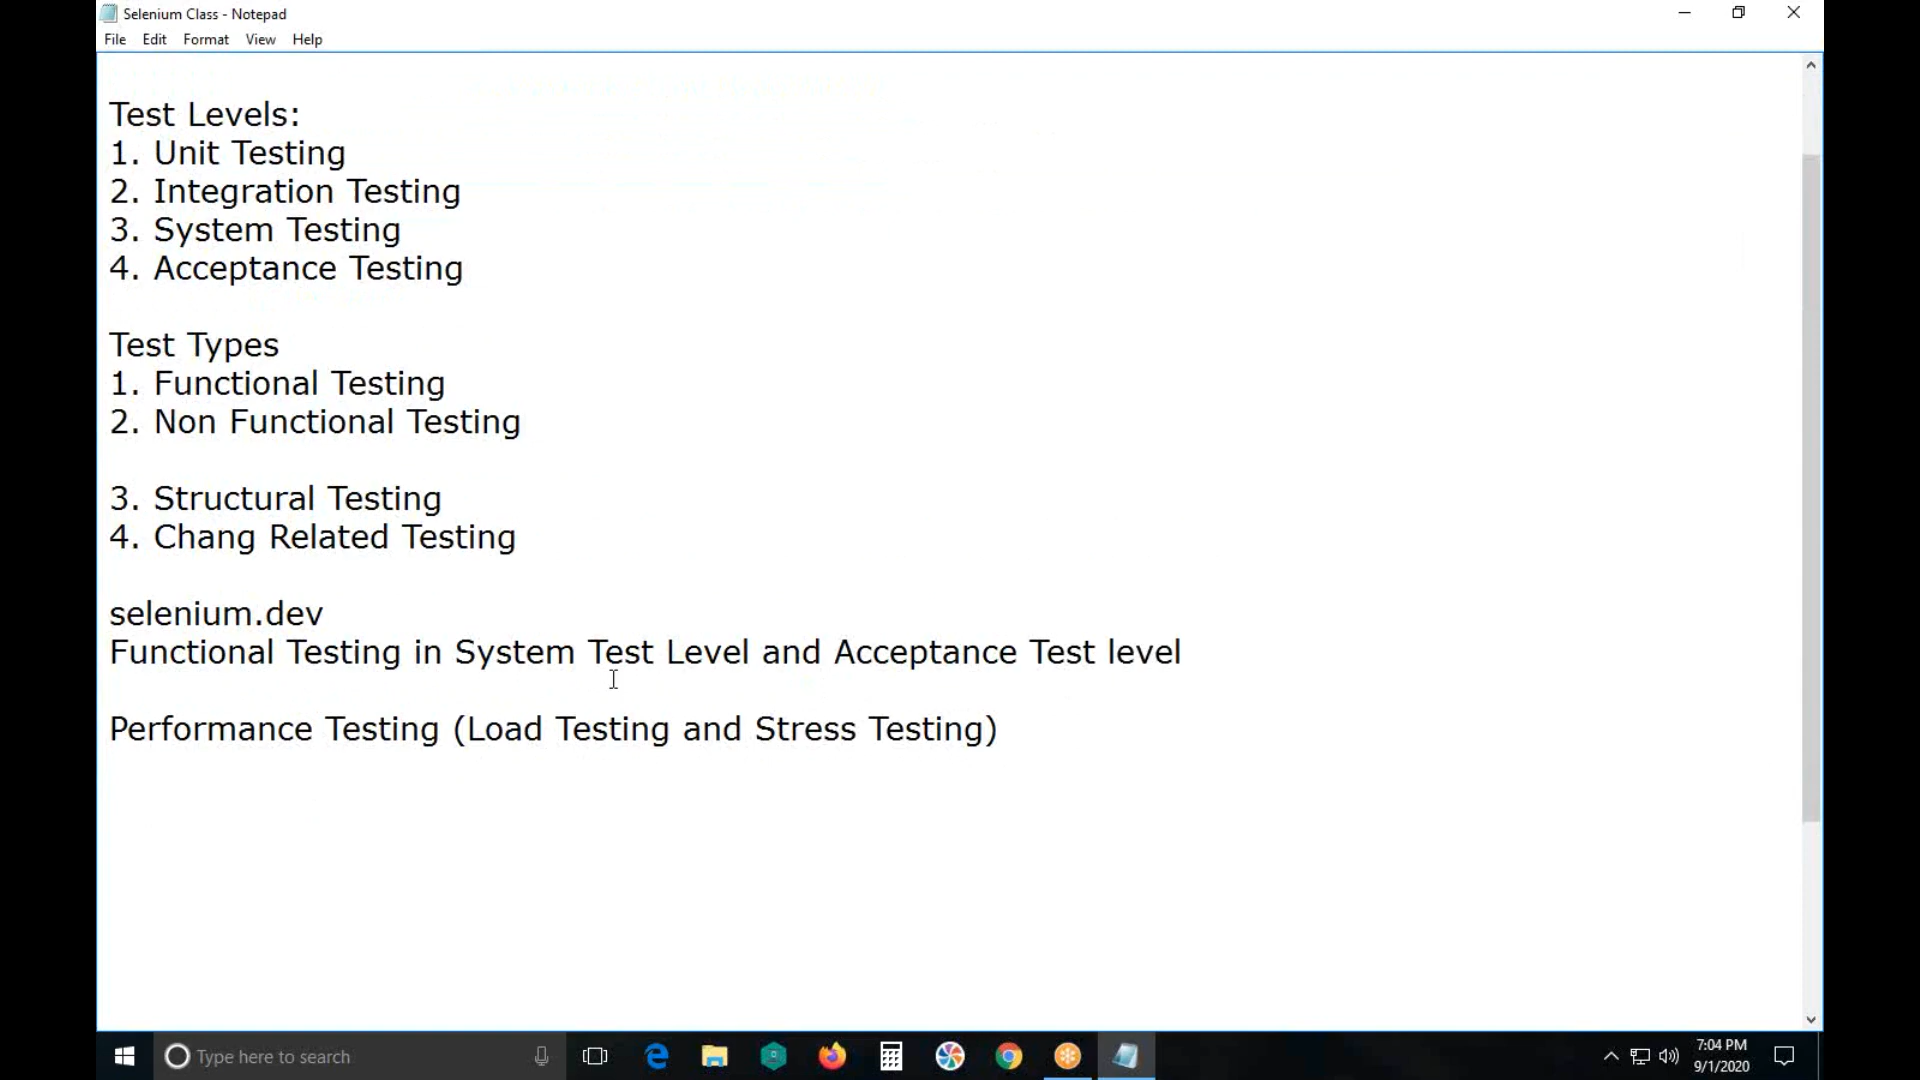 Selenium Class - Notepad
File Edit Format View Help
Test Levels:
1. Unit Testing
2. Integration Testing
3. System Testing
4. Acceptance Testing
Test Types
1. Functional Testing
2. Non Functional Testing
3. Structural Testing
4. Chang Related Testing
selenium.dev
Functional Testing in System Test Level and Acceptance Test level
Performance Testing (Load Testing and Stress Testing)
Type here to search
7:04 PM
9/1/2020